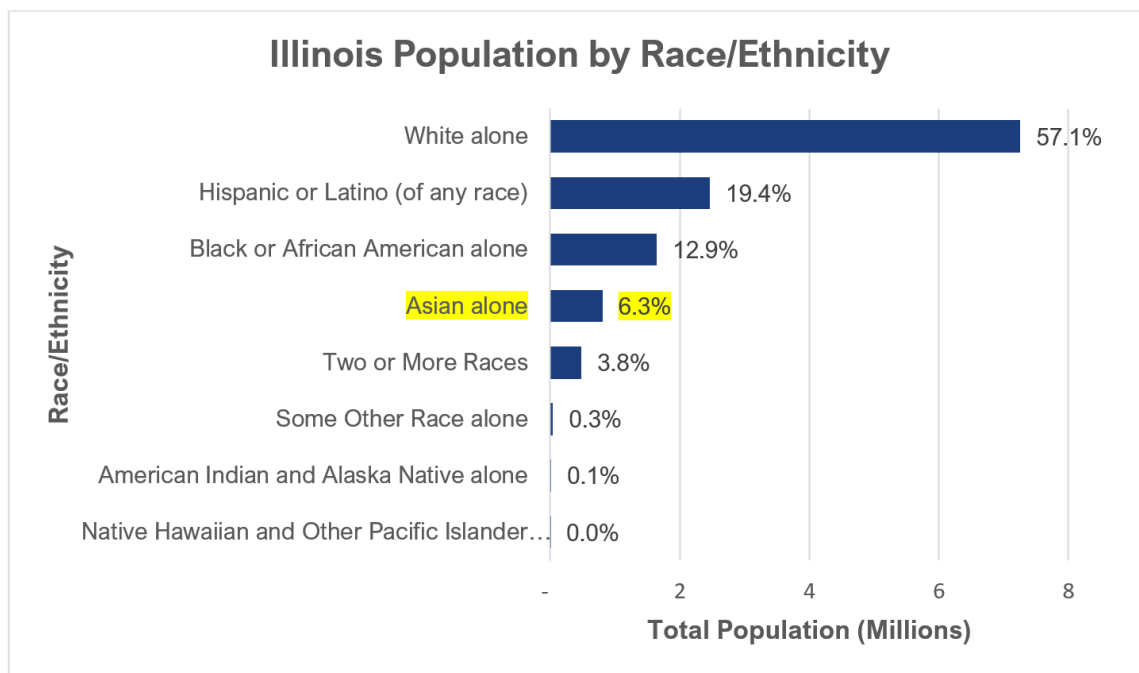 Illinois Population by Race/Ethnicity
Race/Ethnicity
White alone 57.1%
Hispanic or Latino (of any race) 19.4%
Black or African American alone 12.9%
Asian alone 6.3%
Two or More Races 3.8%
Some Other Race alone 0.3%
American Indian and Alaska Native alone 0.1%
Native Hawaiian and Other Pacific Islander… 0.0%
- 2 4 6 8
Total Population (Millions)